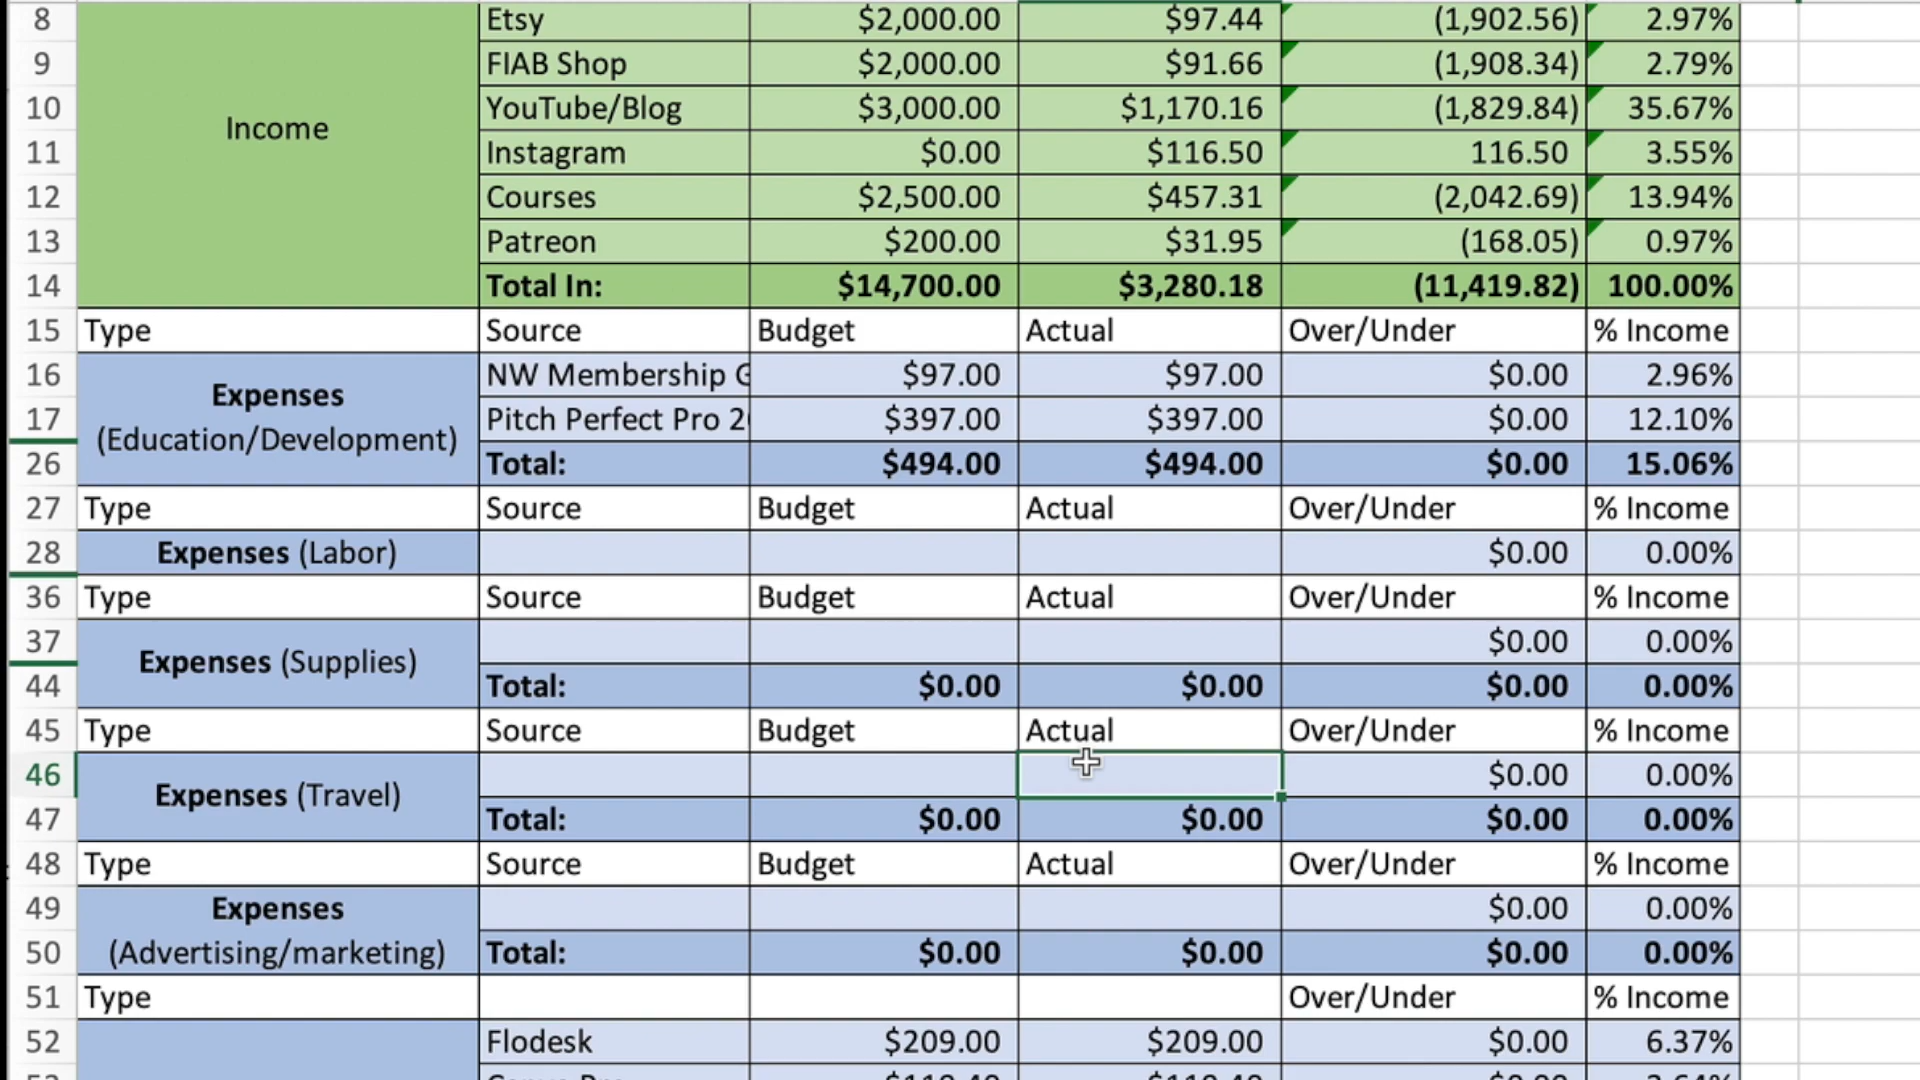 8 Etsy $2,000.00 $97.44 (1,902.56) 2.97%
9 FIAB Shop $2,000.00 $91.66 (1,908.34) 2.79%
10 YouTube/Blog $3,000.00 $1,170.16 (1,829.84) 35.67%
Income
11 Instagram $0.00 $116.50 116.50 3.55%
12 Courses $2,500.00 $457.31 (2,042.69) 13.94%
13 Patreon $200.00 $31.95 (168.05) 0.97%
14 Total In: $14,700.00 $3,280.18 (11,419.82) 100.00%
15 Type Source Budget Actual Over/Under % Income
16 NW Membership $97.00 $97.00 $0.00 2.96%
Expenses
17 Pitch Perfect Pro $397.00 $397.00 $0.00 12.10%
(Education/Development)
26 Total: $494.00 $494.00 $0.00 15.06%
27 Type Source Budget Actual Over/Under % Income
28 Expenses (Labor) $0.00 0.00%
36 Type Source Budget Actual Over/Under % Income
37 $0.00 0.00%
Expenses (Supplies)
44 Total: $0.00 $0.00 $0.00 0.00%
45 Type Source Budget Actual Over/Under % Income
46 $0.00 0.00%
Expenses (Travel)
47 Total: $0.00 $0.00 $0.00 0.00%
48 Type Source Budget Actual Over/Under % Income
49 Expenses $0.00 0.00%
50 (Advertising/marketing) Total: $0.00 $0.00 $0.00 0.00%
51 Type Over/Under % Income
52 Flodesk $209.00 $209.00 $0.00 6.37%